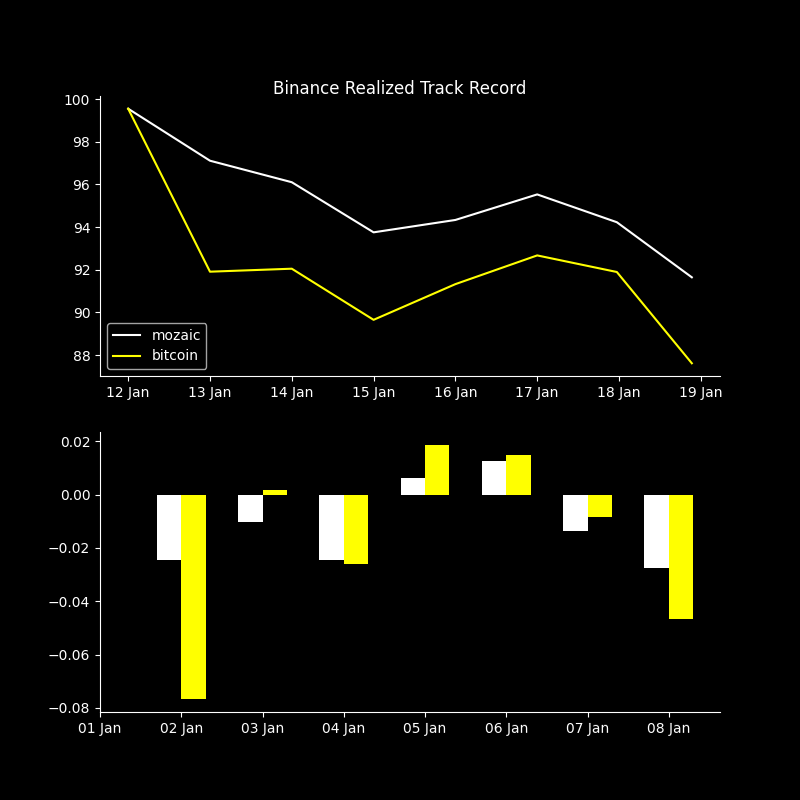 Binance Realized Track Record
100
98
96
94
92
90
88
mozaic
bitcoin
12 Jan 13 Jan 14 Jan 15 Jan 16 Jan 17 Jan 18 Jan 19 Jan
0.02
0.00
−0.02
−0.04
−0.06
−0.08
01 Jan 02 Jan 03 Jan 04 Jan 05 Jan 06 Jan 07 Jan 08 Jan